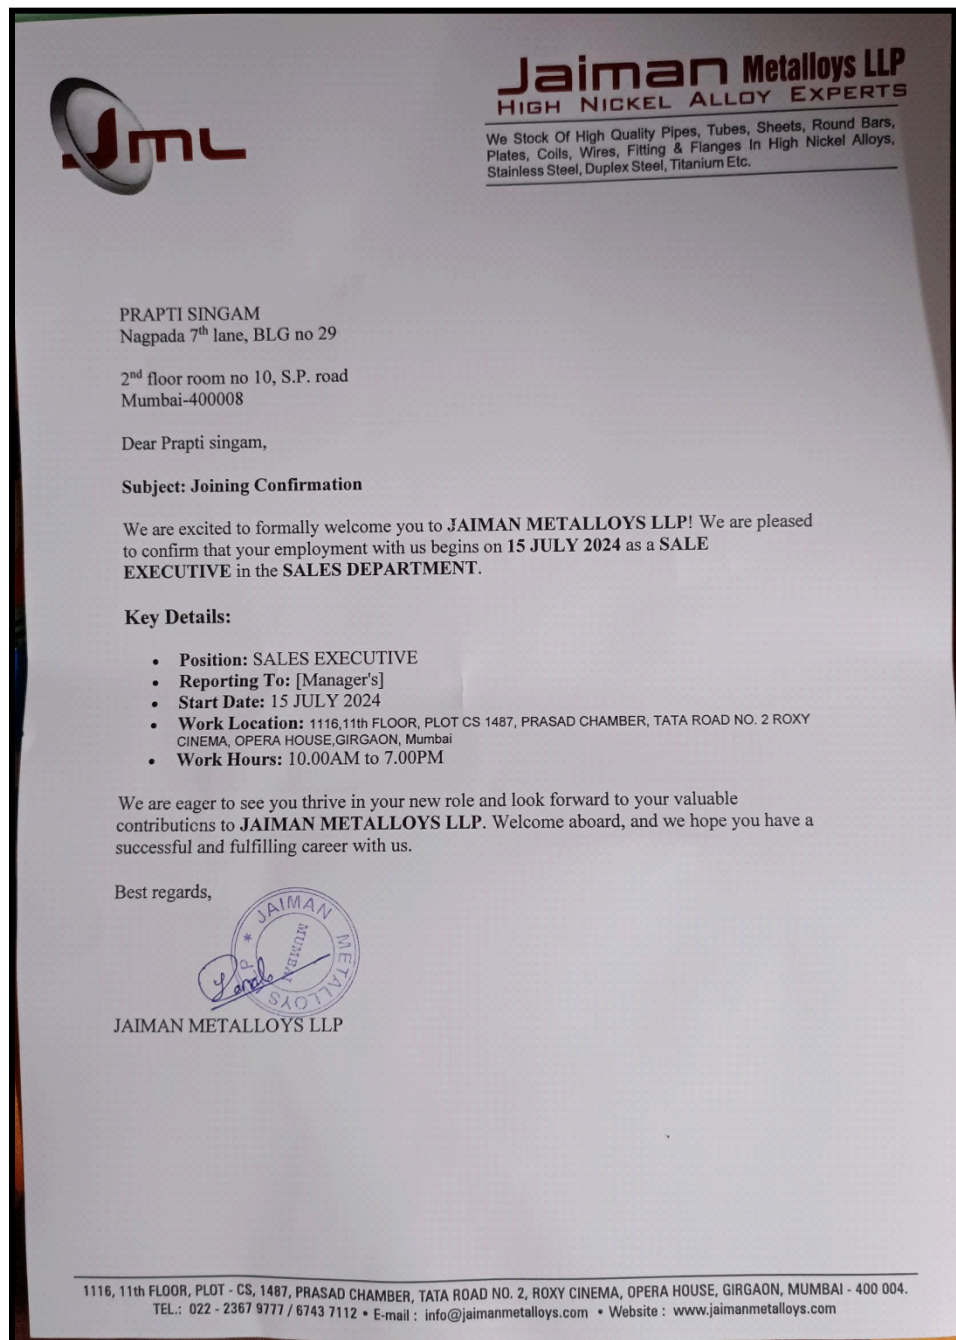 JML
Jaiman Metalloys LLP
HIGH NICKEL ALLOY EXPERTS
We Stock Of High Quality Pipes, Tubes, Sheets, Round Bars,
Plates, Coils, Wires, Fitting & Flanges In High Nickel Alloys,
Stainless Steel, Duplex Steel, Titanium Etc.
PRAPTI SINGAM
Nagpada 7th lane, BLG no 29
2nd floor room no 10, S.P. road
Mumbai-400008
Dear Prapti singam,
Subject: Joining Confirmation
We are excited to formally welcome you to JAIMAN METALLOYS LLP! We are pleased
to confirm that your employment with us begins on 15 JULY 2024 as a SALE
EXECUTIVE in the SALES DEPARTMENT.
Key Details:
• Position: SALES EXECUTIVE
• Reporting To: [Manager's]
• Start Date: 15 JULY 2024
• Work Location: 1116,11th FLOOR, PLOT CS 1487, PRASAD CHAMBER, TATA ROAD NO. 2 ROXY
CINEMA, OPERA HOUSE,GIRGAON, Mumbai
• Work Hours: 10.00AM to 7.00PM
We are eager to see you thrive in your new role and look forward to your valuable
contributions to JAIMAN METALLOYS LLP. Welcome aboard, and we hope you have a
successful and fulfilling career with us.
Best regards,
JAIMAN METALLOYS LLP *
MUMBAI
JAIMAN METALLOYS LLP
1116, 11th FLOOR, PLOT - CS, 1487, PRASAD CHAMBER, TATA ROAD NO. 2, ROXY CINEMA, OPERA HOUSE, GIRGAON, MUMBAI - 400 004.
TEL.: 022 - 2367 9777 / 6743 7112 • E-mail : info@jaimanmetalloys.com • Website : www.jaimanmetalloys.com